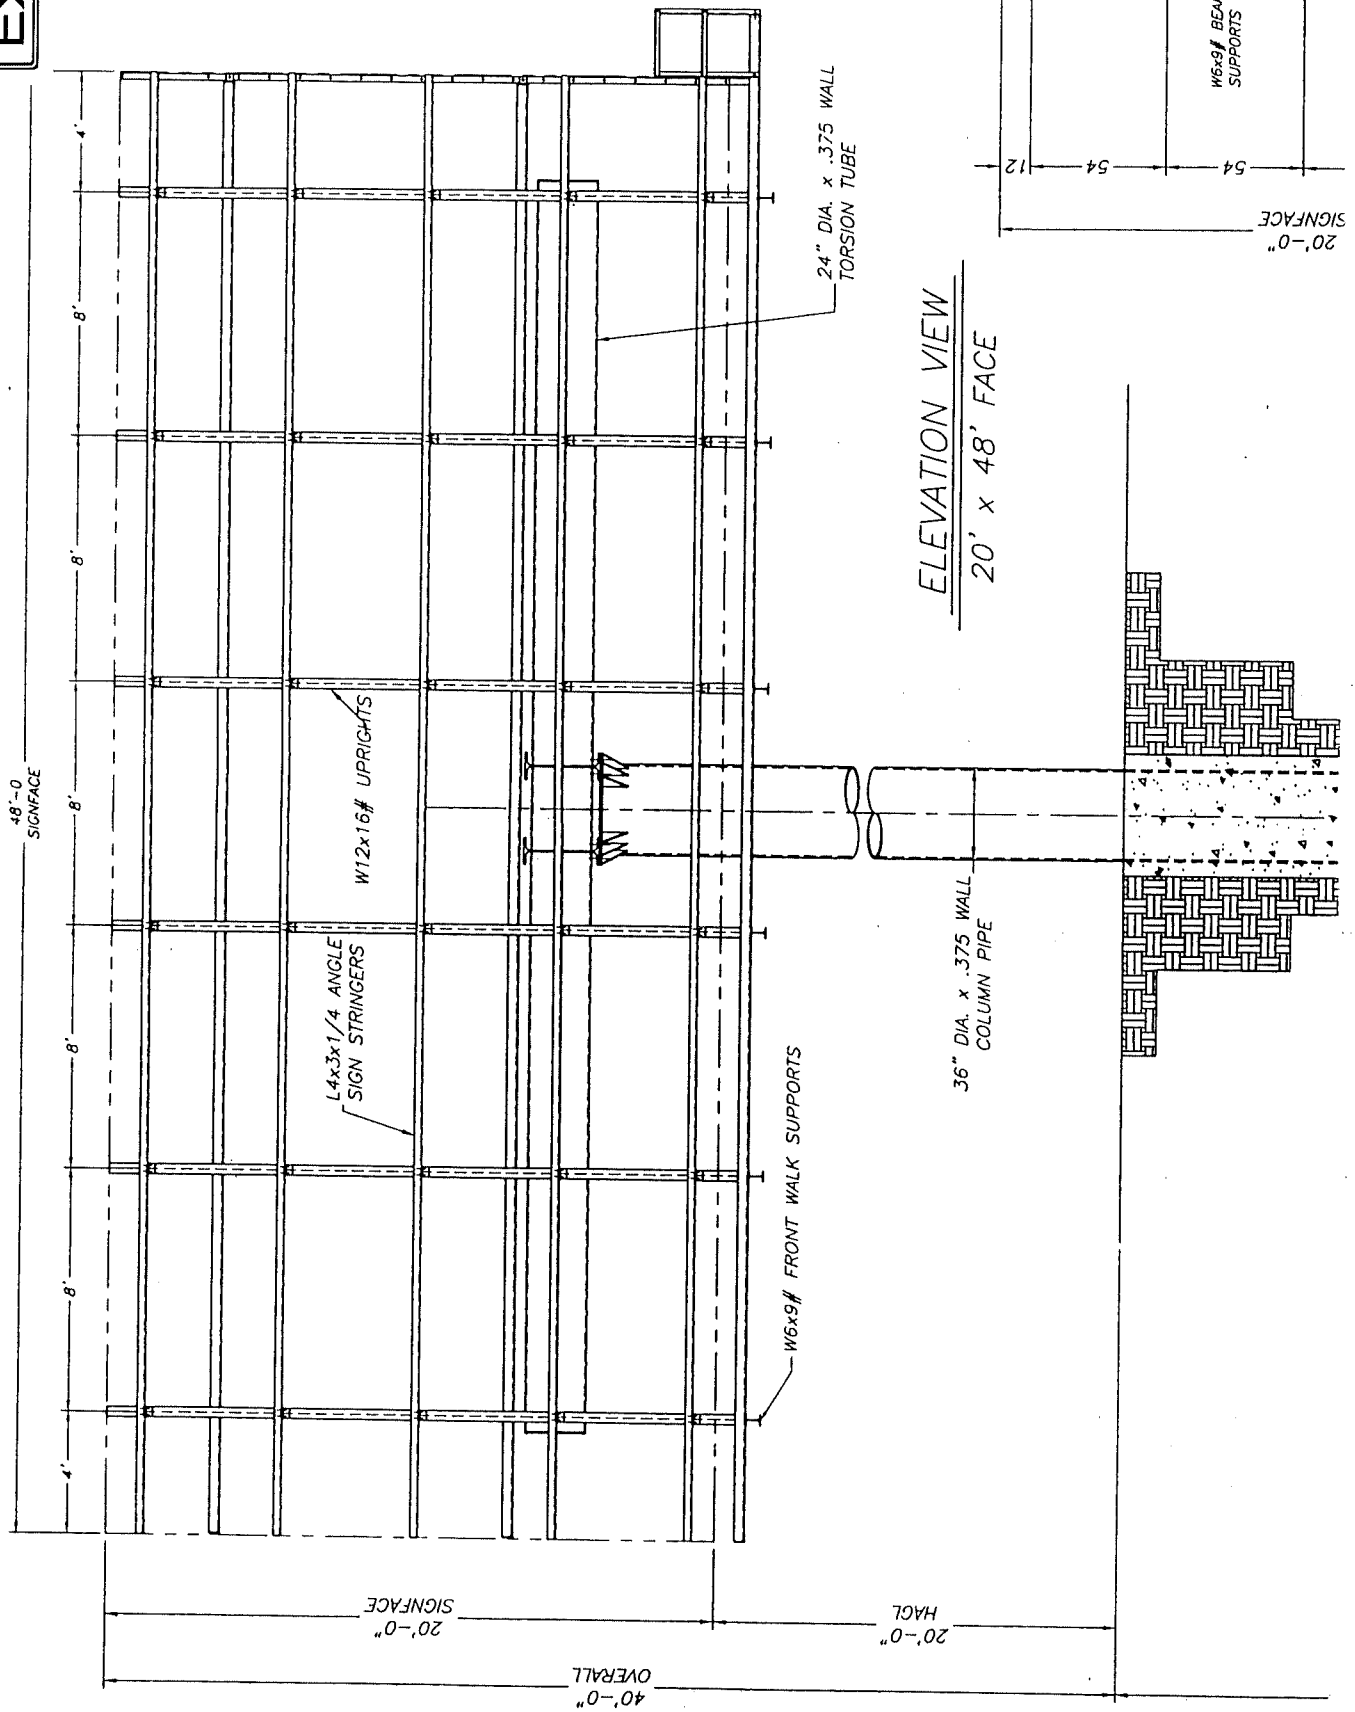 48'-0
SIGNFACE
4'
8'
8'
8'
8'
8'
4'
W12x16# UPRIGHTS
L4x3x1/4 ANGLE
SIGN STRINGERS
24" DIA. x .375 WALL
TORSION TUBE
W6x9# FRONT WALK SUPPORTS
36" DIA. x .375 WALL
COLUMN PIPE
20'-0"
SIGNFACE
20'-0"
HAGL
40'-0"
OVERALL
ELEVATION VIEW
20' x 48' FACE
12
54
54
20'-0"
SIGNFACE
W6x9#
SUPPORTS